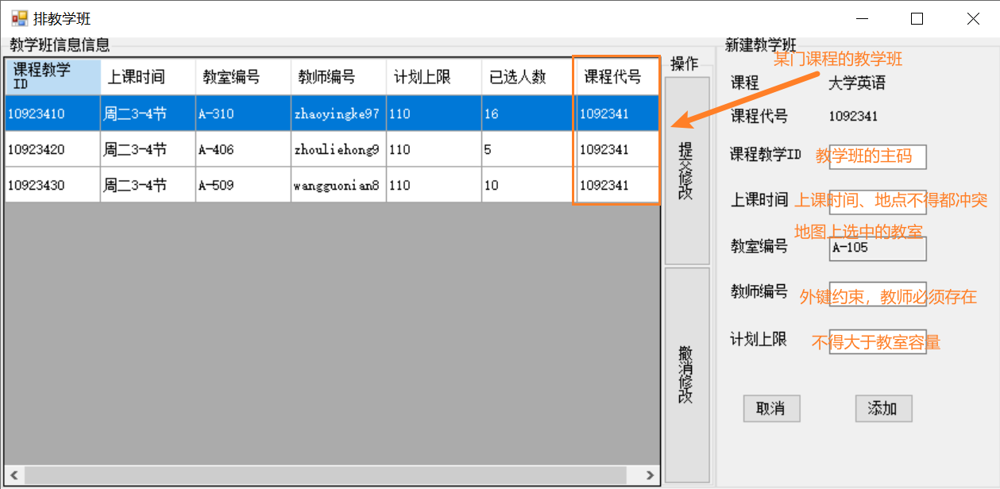 排教学班
教学班信息信息
课程教学
ID
上课时间
教室编号
教师编号
计划上限
已选人数
课程代号
10923410 周二3-4节 A-310 zhaoyingke97 110 16 1092341
10923420 周二3-4节 A-406 zhouliehong9 110 5 1092341
10923430 周二3-4节 A-509 wangguonian8 110 10 1092341
操作
提交修改
撤消修改
新建教学班
某门课程的教学班
课程 大学英语
课程代号 1092341
课程教学ID 教学班的主码
上课时间 上课时间、地点不得都冲突
地图上选中的教室
教室编号 A-105
教师编号 外键约束，教师必须存在
计划上限 不得大于教室容量
取消 添加